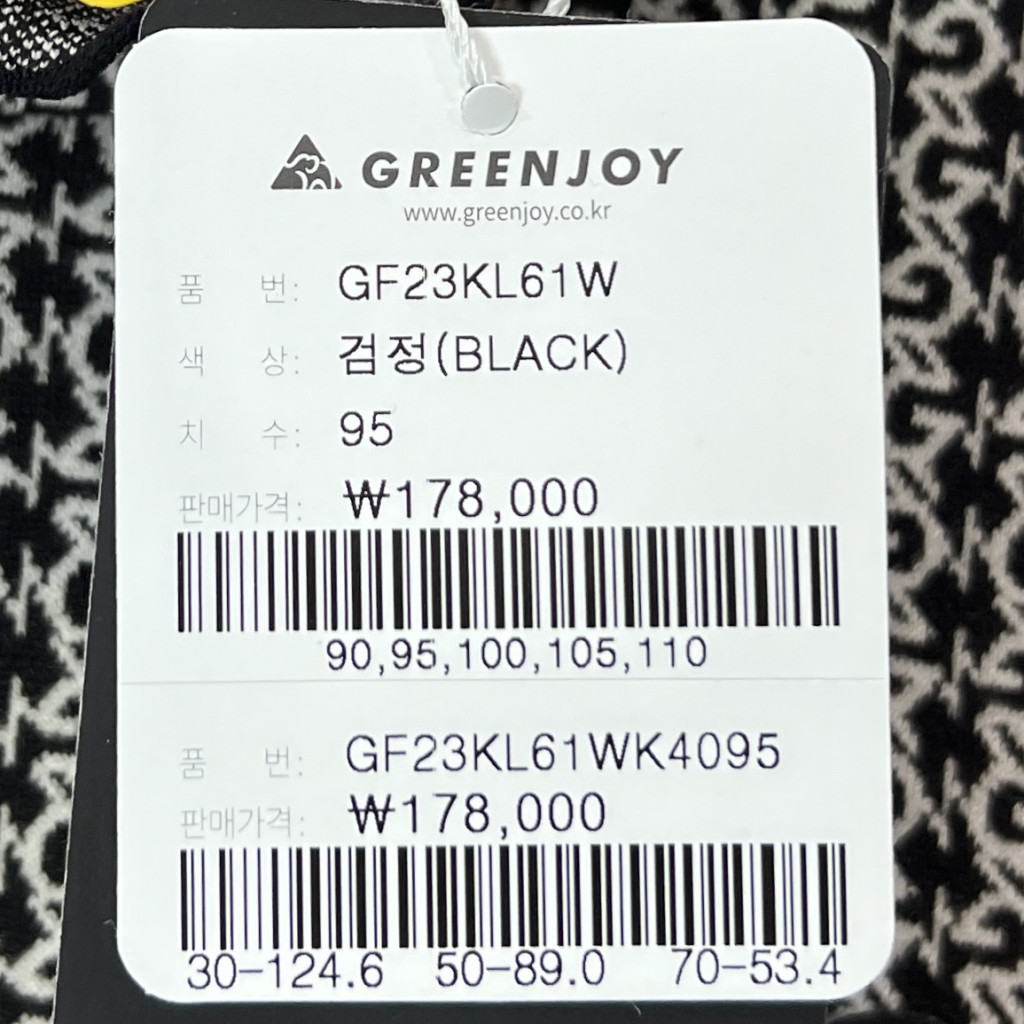 GREENJOY
www.greenjoy.co.kr
품 번: GF23KL61W
색 상: 검정(BLACK)
치 수: 95
판매가격: ₩178,000
90,95,100,105,110
품 번: GF23KL61WK4095
판매가격: ₩178,000
30-124.6 50-89.0 70-53.4